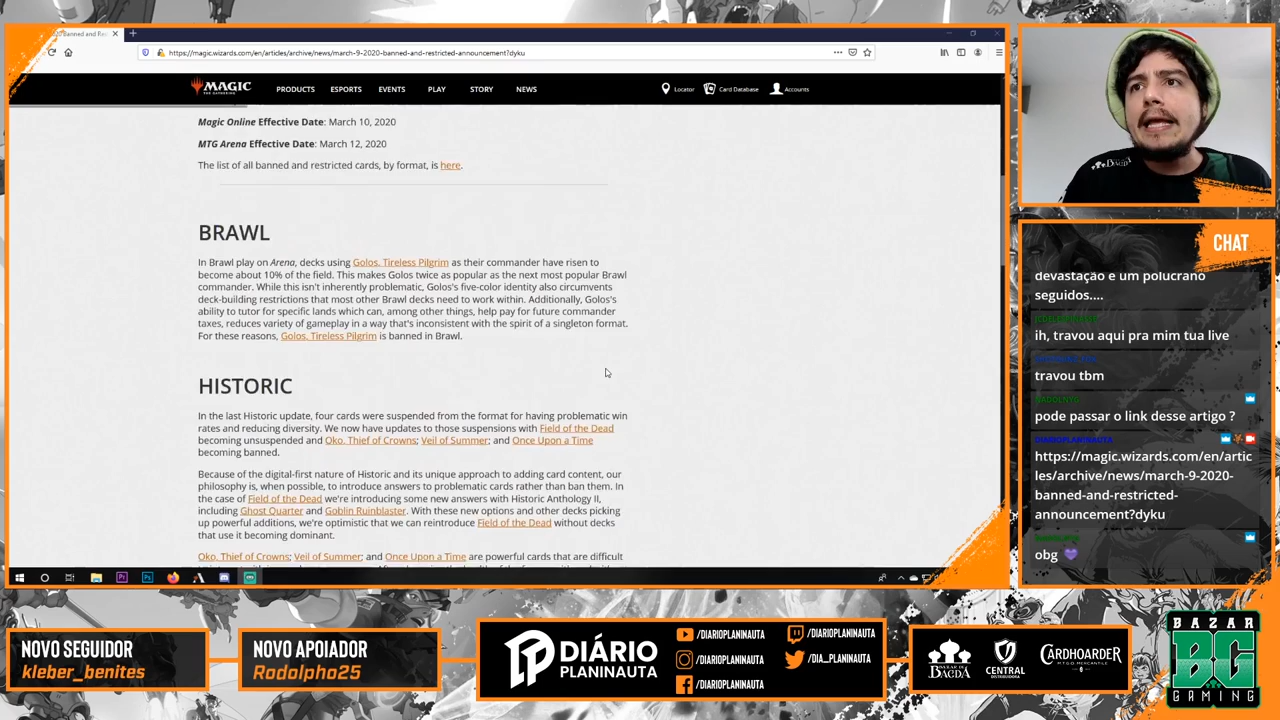 2020 Banned and Res
https://magic.wizards.com/en/articles/archive/news/march-9-2020-banned-and-restricted-announcement?dyku
MAGIC
THE GATHERING
PRODUCTS
ESPORTS
EVENTS
PLAY
STORY
NEWS
Locator
Card Database
Accounts
Magic Online Effective Date: March 10, 2020
MTG Arena Effective Date: March 12, 2020
The list of all banned and restricted cards, by format, is here.
BRAWL
In Brawl play on Arena, decks using Golos, Tireless Pilgrim as their commander have risen to
become about 10% of the field. This makes Golos twice as popular as the next most popular Brawl
commander. While this isn't inherently problematic, Golos's five-color identity also circumvents
deck-building restrictions that most other Brawl decks need to work within. Additionally, Golos's
ability to tutor for specific lands which can, among other things, help pay for future commander
taxes, reduces variety of gameplay in a way that's inconsistent with the spirit of a singleton format.
For these reasons, Golos, Tireless Pilgrim is banned in Brawl.
HISTORIC
In the last Historic update, four cards were suspended from the format for having problematic win
rates and reducing diversity. We now have updates to those suspensions with Field of the Dead
becoming unsuspended and Oko, Thief of Crowns; Veil of Summer; and Once Upon a Time
becoming banned.
Because of the digital-first nature of Historic and its unique approach to adding card content, our
philosophy is, when possible, to introduce answers to problematic cards rather than ban them. In
the case of Field of the Dead we're introducing some new answers with Historic Anthology II,
including Ghost Quarter and Goblin Ruinblaster. With these new options and other decks picking
up powerful additions, we're optimistic that we can reintroduce Field of the Dead without decks
that use it becoming dominant.
Oko, Thief of Crowns; Veil of Summer; and Once Upon a Time are powerful cards that are difficult
CHAT
devastação e um polucrano
seguidos....
ih, travou aqui pra mim tua live
travou tbm
pode passar o link desse artigo ?
DIARIOPLANINAUTA
https://magic.wizards.com/en/artic
les/archive/news/march-9-2020-
banned-and-restricted-
announcement?dyku
obg 💜
NOVO SEGUIDOR
kleber_benites
NOVO APOIADOR
Rodolpho25
DIÁRIO
PLANINAUTA
/DIARIOPLANINAUTA
/DIARIOPLANINAUTA
/DIARIOPLANINAUTA
/DIARIOPLANINAUTA
/DIA_PLANINAUTA
BAZAR DE
BAGDÁ
CENTRAL
DISTRIBUIDORA
CARDHOARDER
BAZAR
BG
GAMING